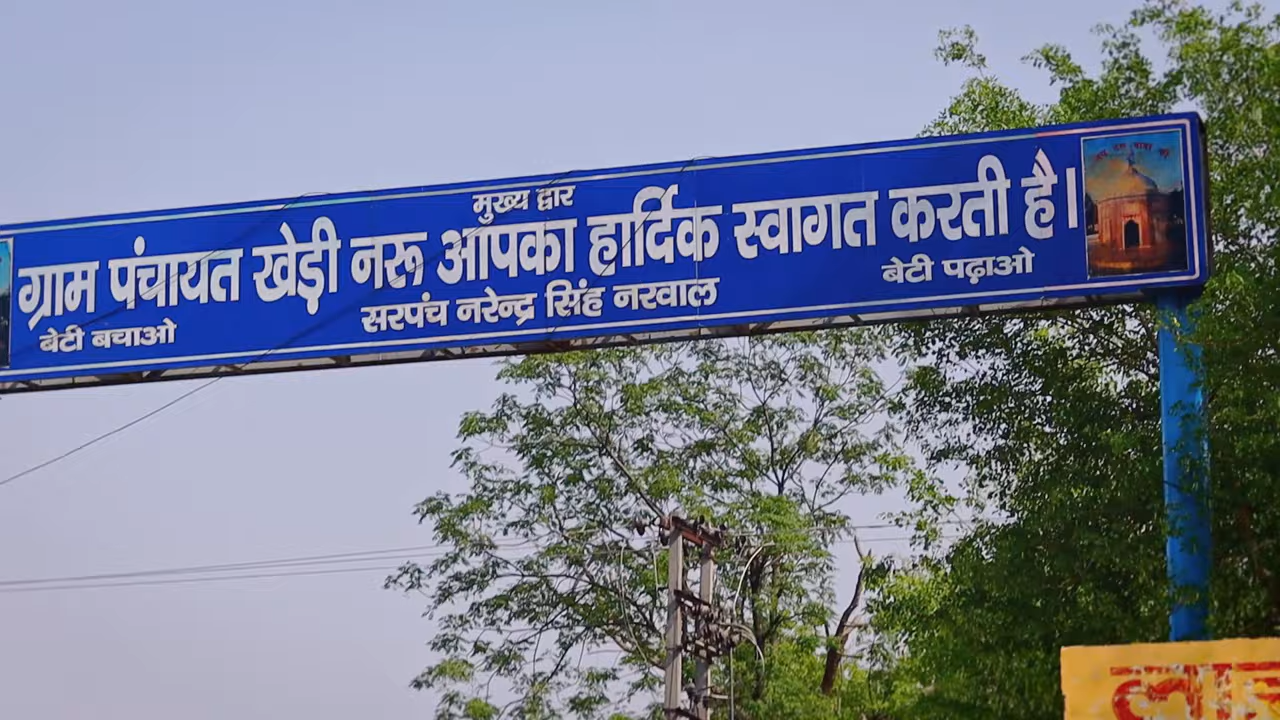 मुख्य द्वार
ग्राम पंचायत खेड़ी नरू आपका हार्दिक स्वागत करती है।
सरपंच नरेन्द्र सिंह नरवाल
बेटी बचाओ
बेटी पढ़ाओ